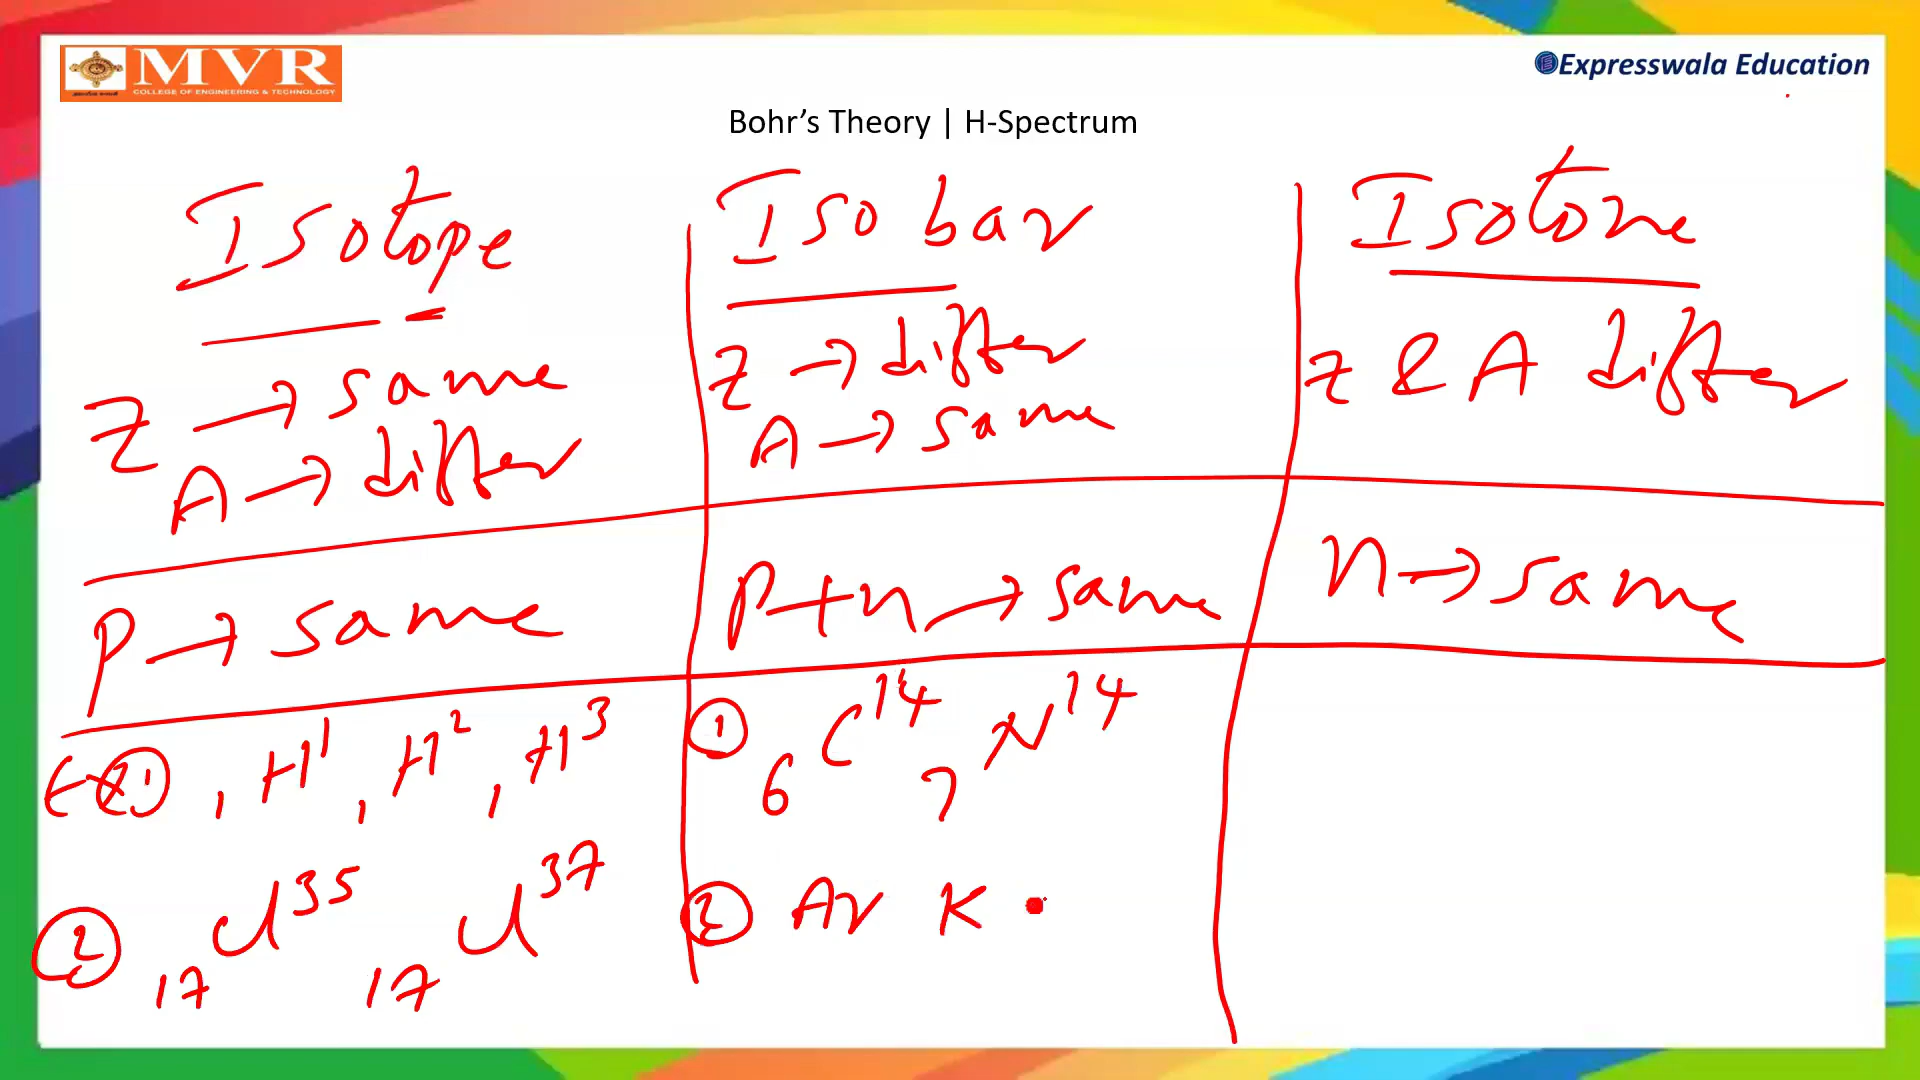 MVR
COLLEGE OF ENGINEERING & TECHNOLOGY
Expresswala Education
Bohr's Theory | H-Spectrum
Isotope
Z → same
A → differ
Isobar
Z → differ
A → same
Isotone
Z & A differ
P → same
P+n → same
n → same
Ex ① ₁H¹ ₁H² ₁H³
② ₁₇Cl³⁵ ₁₇Cl³⁷
① ₆C¹⁴ ₇N¹⁴
② Ar K